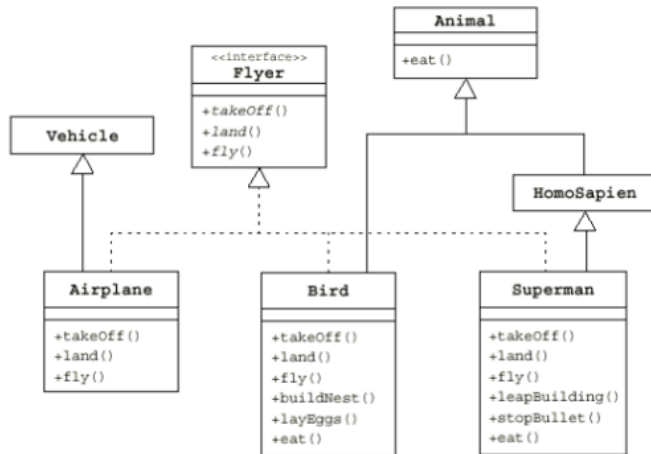 Animal
+eat()
<<interface>>
Flyer
+takeOff()
+land()
+fly()
Vehicle
HomoSapien
Airplane
+takeOff()
+land()
+fly()
Bird
+takeOff()
+land()
+fly()
+buildNest()
+layEggs()
+eat()
Superman
+takeOff()
+land()
+fly()
+leapBuilding()
+stopBullet()
+eat()